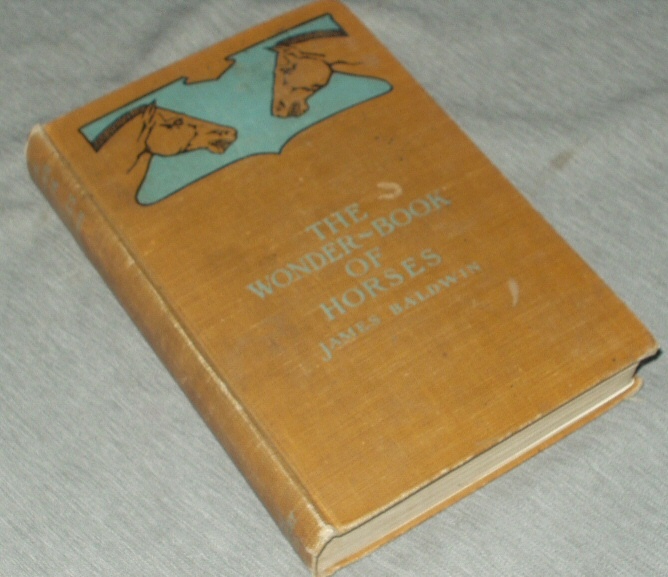 THE
WONDER-BOOK
OF
HORSES
JAMES BALDWIN